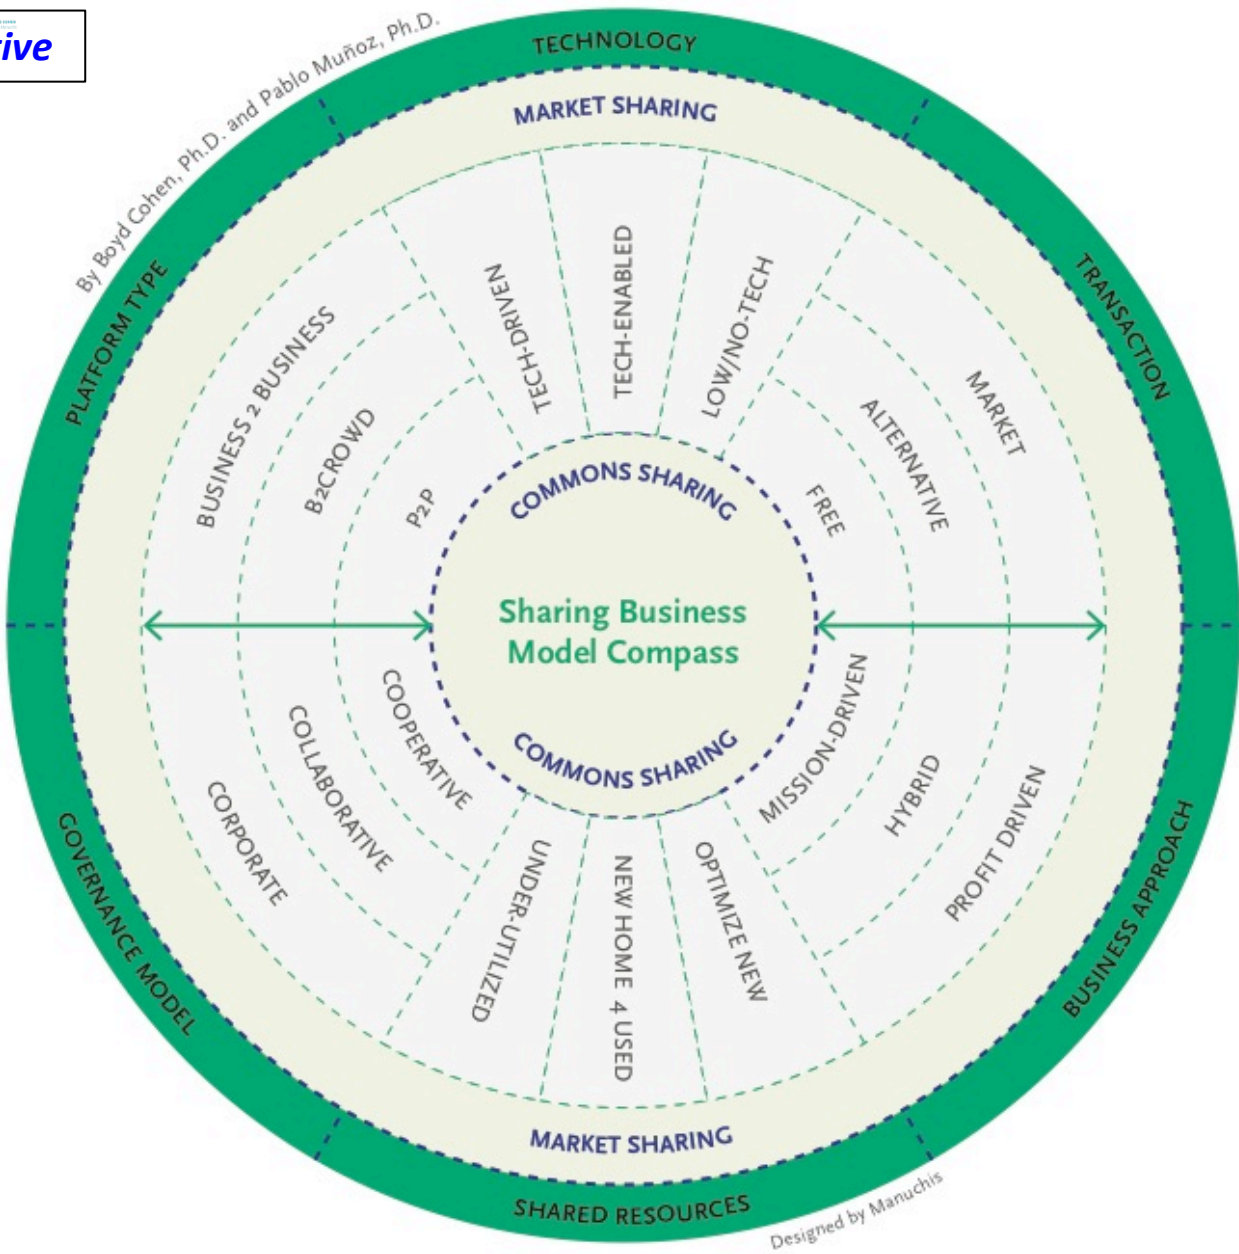 ive
By Boyd Cohen, Ph.D. and Pablo Muñoz, Ph.D.
TECHNOLOGY
MARKET SHARING
PLATFORM TYPE
TRANSACTION
BUSINESS 2 BUSINESS
B2CROWD
P2P
TECH-DRIVEN
TECH-ENABLED
LOW/NO-TECH
FREE
ALTERNATIVE
MARKET
COMMONS SHARING
Sharing Business
Model Compass
COMMONS SHARING
CORPORATE
COLLABORATIVE
COOPERATIVE
UNDER-UTILIZED
NEW HOME 4 USED
OPTIMIZE NEW
MISSION-DRIVEN
HYBRID
PROFIT DRIVEN
GOVERNANCE MODEL
BUSINESS APPROACH
MARKET SHARING
SHARED RESOURCES
Designed by Manuchis